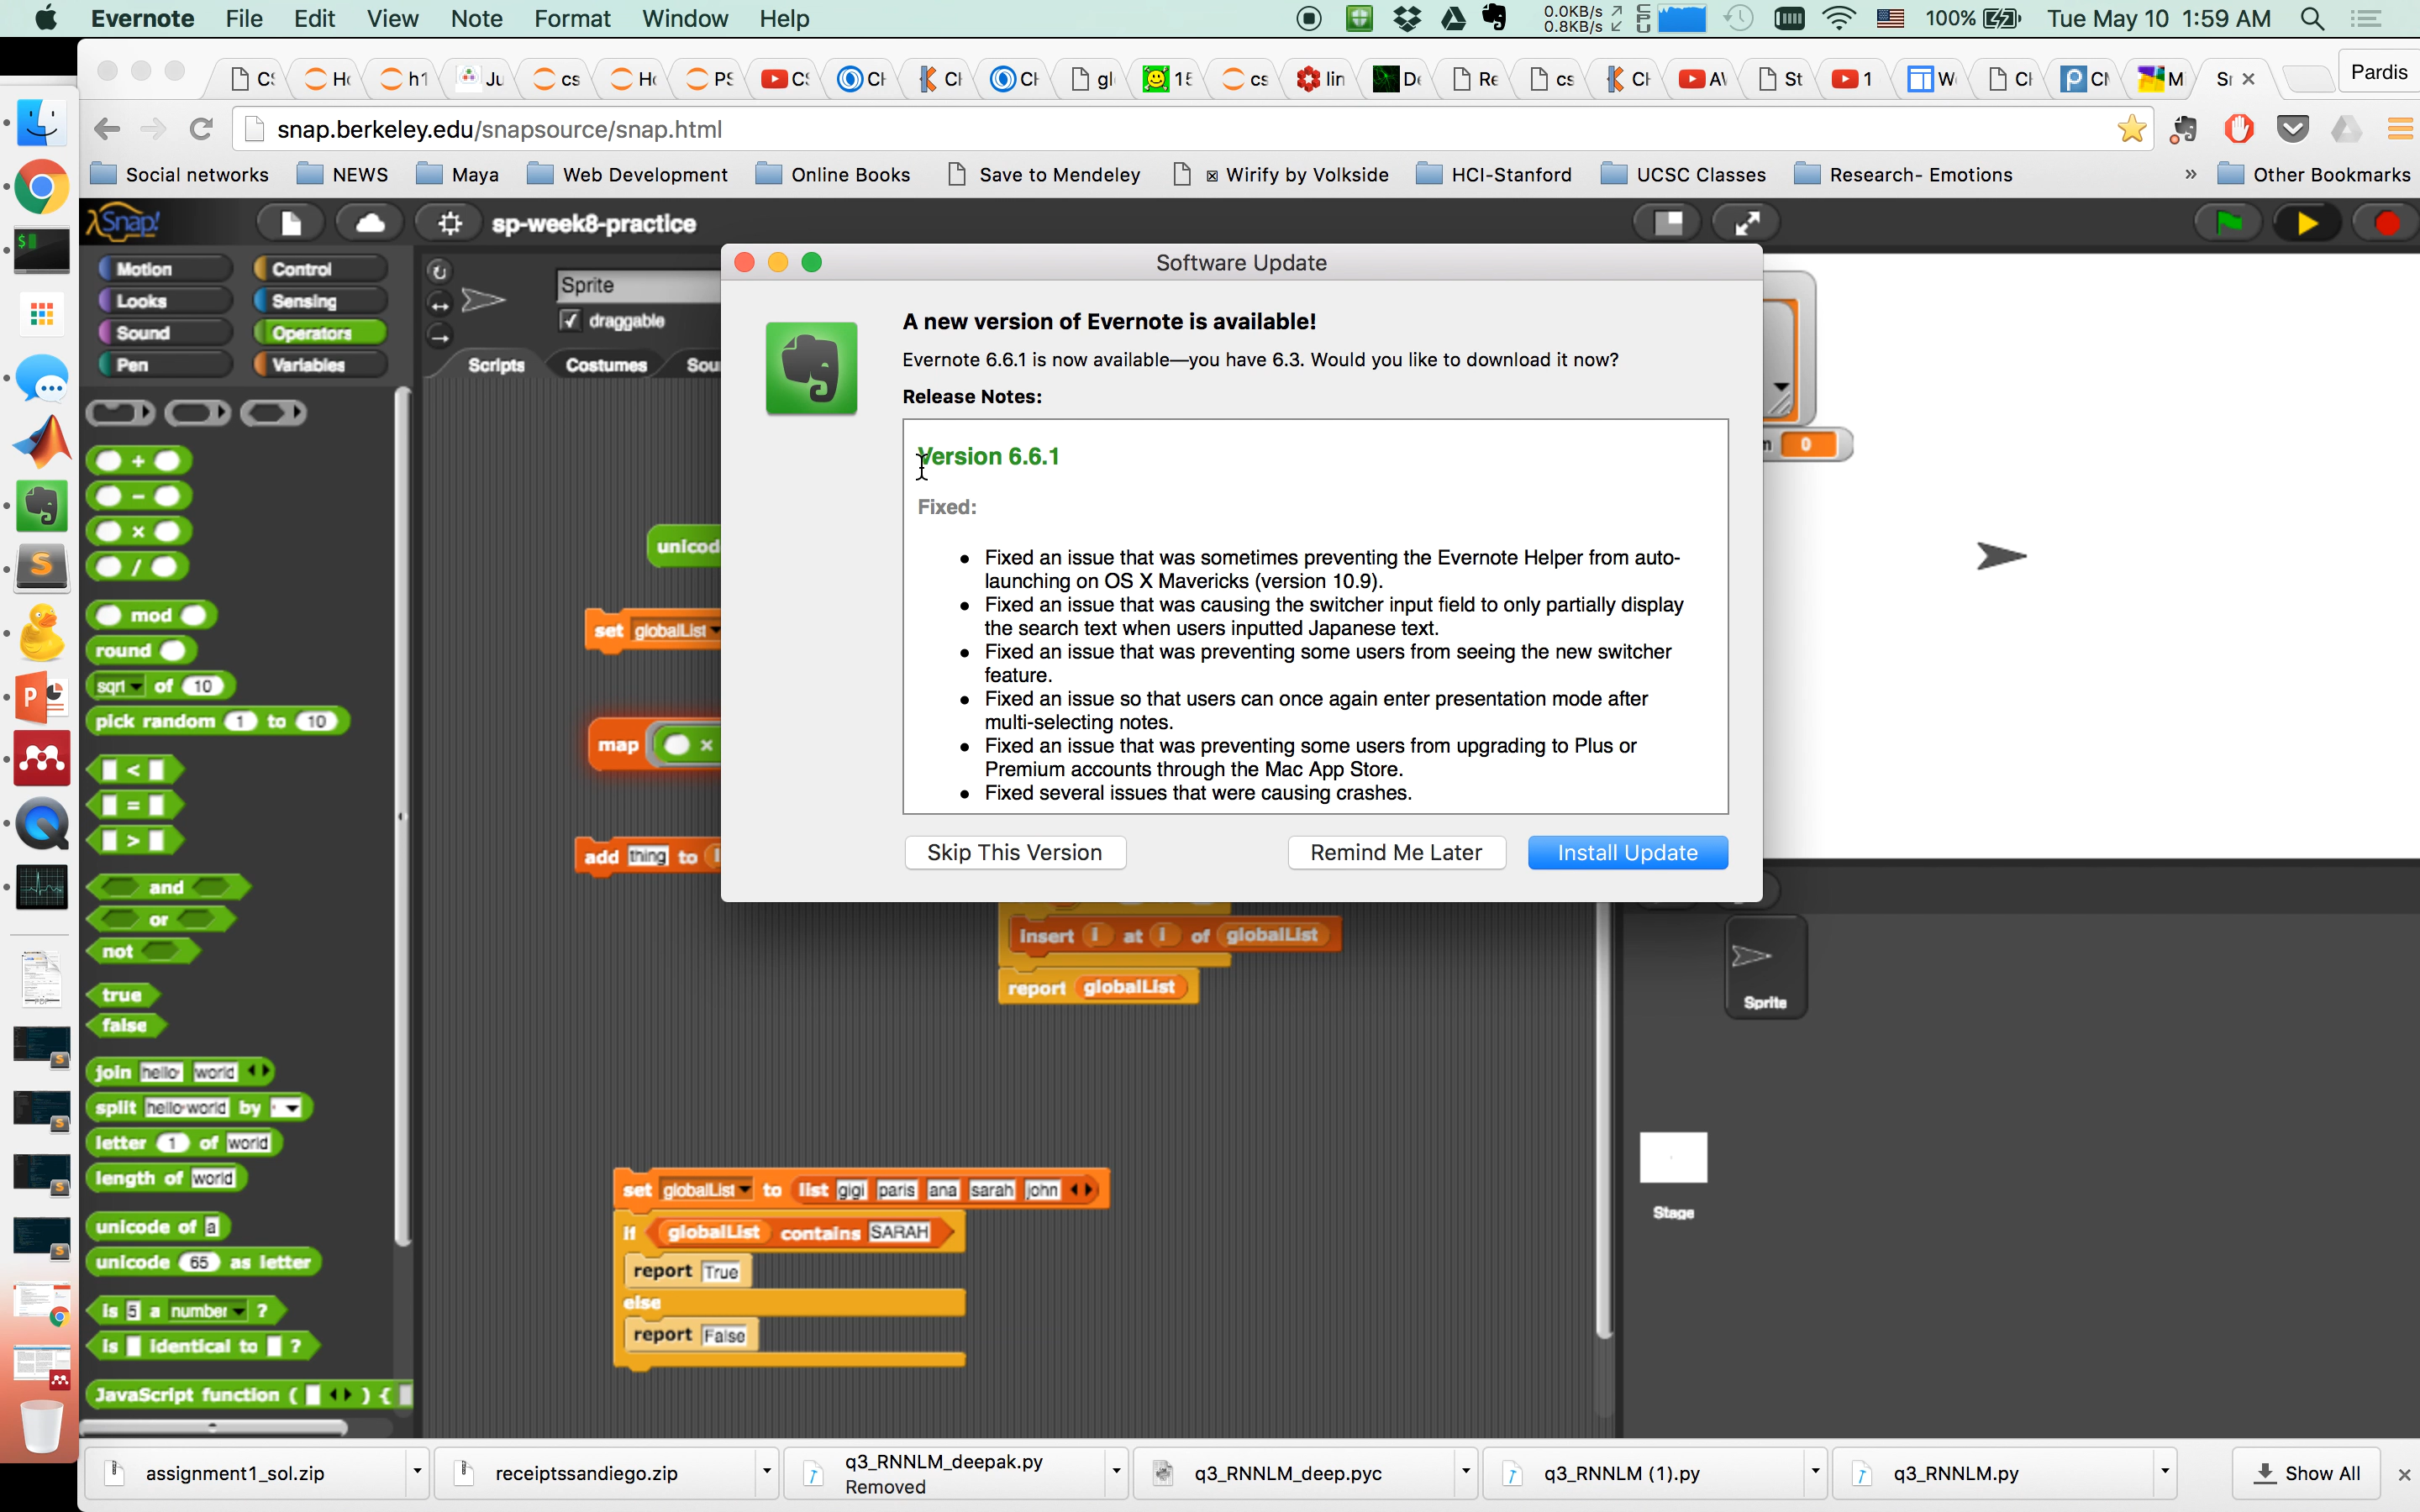 Evernote File Edit View Note Format Window Help 0.0KB/s 0.8KB/s CPU 100% Tue May 10 1:59 AM
Pardis
snap.berkeley.edu/snapsource/snap.html
Social networks NEWS Maya Web Development Online Books Save to Mendeley Wirify by Volkside HCI-Stanford UCSC Classes Research- Emotions » Other Bookmarks
Snap! sp-week8-practice
Software Update
A new version of Evernote is available!
Evernote 6.6.1 is now available—you have 6.3. Would you like to download it now?
Release Notes:
Version 6.6.1
Fixed:
Fixed an issue that was sometimes preventing the Evernote Helper from auto-
launching on OS X Mavericks (version 10.9).
Fixed an issue that was causing the switcher input field to only partially display
the search text when users inputted Japanese text.
Fixed an issue that was preventing some users from seeing the new switcher
feature.
Fixed an issue so that users can once again enter presentation mode after
multi-selecting notes.
Fixed an issue that was preventing some users from upgrading to Plus or
Premium accounts through the Mac App Store.
Fixed several issues that were causing crashes.
Skip This Version Remind Me Later Install Update
Motion Control
Looks Sensing
Sound Operators
Pen Variables
+
−
×
/
mod
round
sqrt of 10
pick random 1 to 10
<
=
>
and
or
not
true
false
join hello world
split hello world by
letter 1 of world
length of world
unicode of a
unicode 65 as letter
is 5 a number ?
is identical to ?
JavaScript function ( ) {
Sprite
draggable
Scripts Costumes Sou
unicod
set globalList
map ×
add thing to
insert i at i of globalList
report globalList
set globalList to list gigi paris ana sarah john
if globalList contains SARAH
report True
else
report False
0
Sprite
Stage
assignment1_sol.zip receiptssandiego.zip q3_RNNLM_deepak.py Removed q3_RNNLM_deep.pyc q3_RNNLM (1).py q3_RNNLM.py Show All